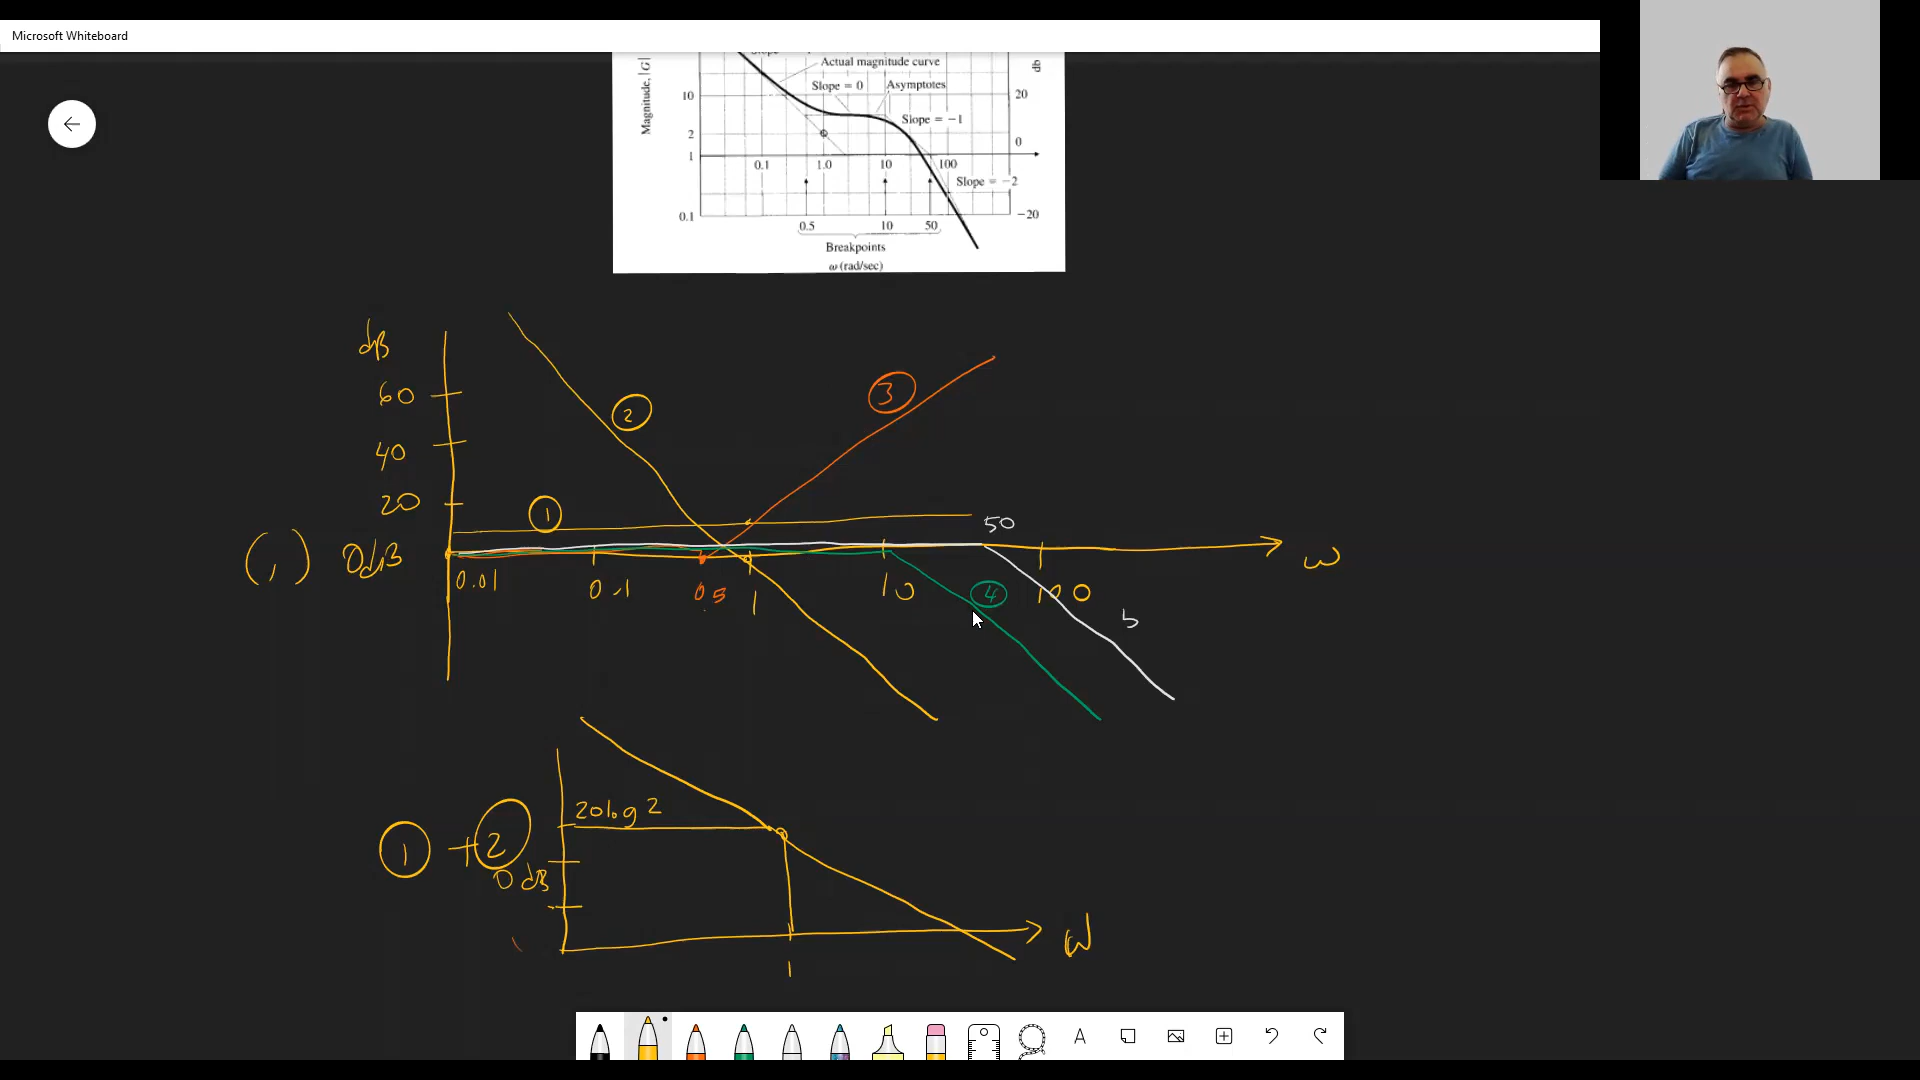 Microsoft Whiteboard
Magnitude, |G|
Actual magnitude curve
db
Slope = 0
Asymptotes
10
20
Slope = −1
2
0
1
0.1
1.0
10
100
Slope = −2
0.1
−20
0.5
10
50
Breakpoints
ω (rad/sec)
dB
60
40
20
(,) 0dB
1
2
3
4
5
50
0.01
0.1
0.5
1
10
100
ω
1 + 2
20log 2
0 dB
1
ω
A